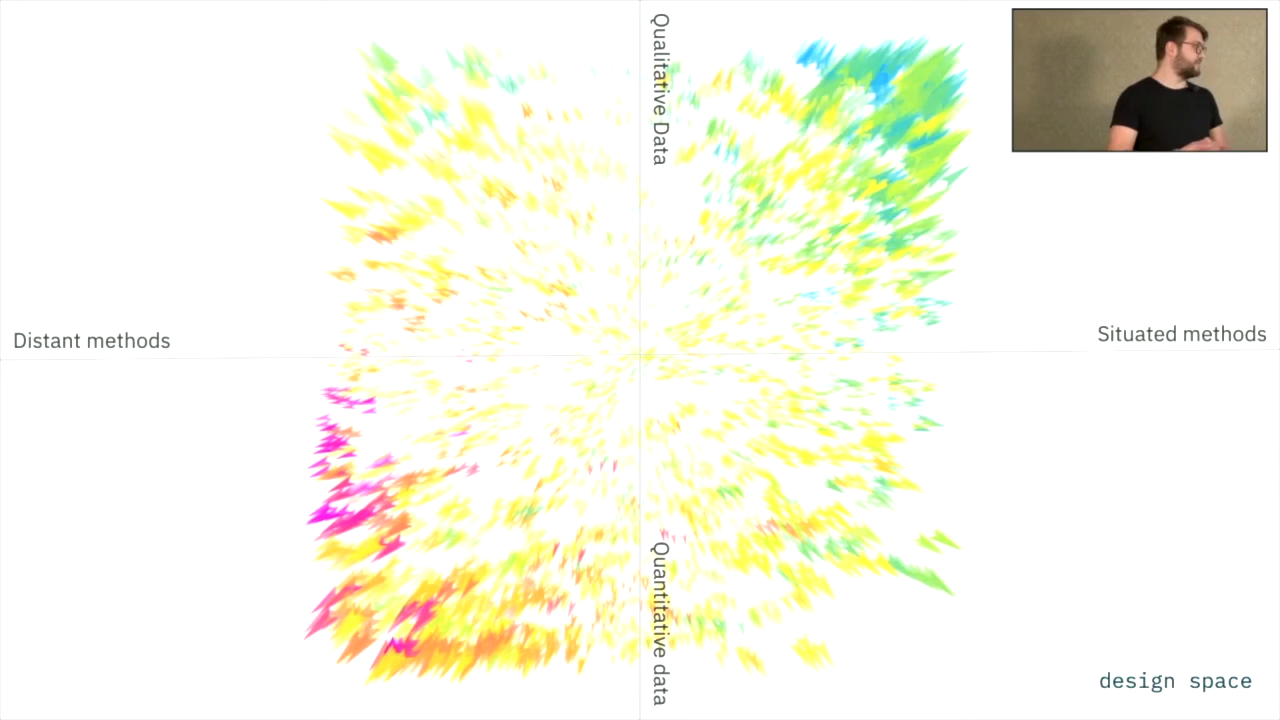 Qualitative Data
Distant methods
Situated methods
Quantitative data
design space